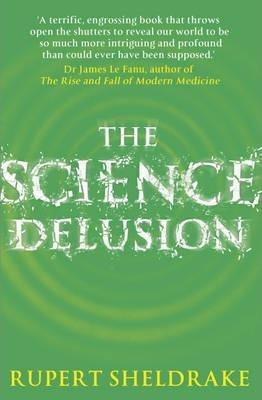 'A terrific, engrossing book that throws
open the shutters to reveal our world to be
so much more intriguing and profound
than could ever have been supposed.'
Dr James Le Fanu, author of
The Rise and Fall of Modern Medicine
THE
SCIENCE
DELUSION
RUPERT SHELDRAKE